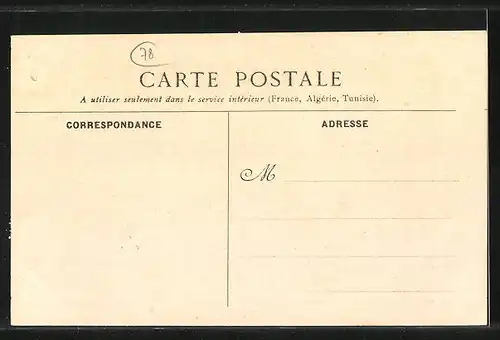 78
CARTE POSTALE
A utiliser seulement dans le service intérieur (France, Algérie, Tunisie).
CORRESPONDANCE
ADRESSE
M